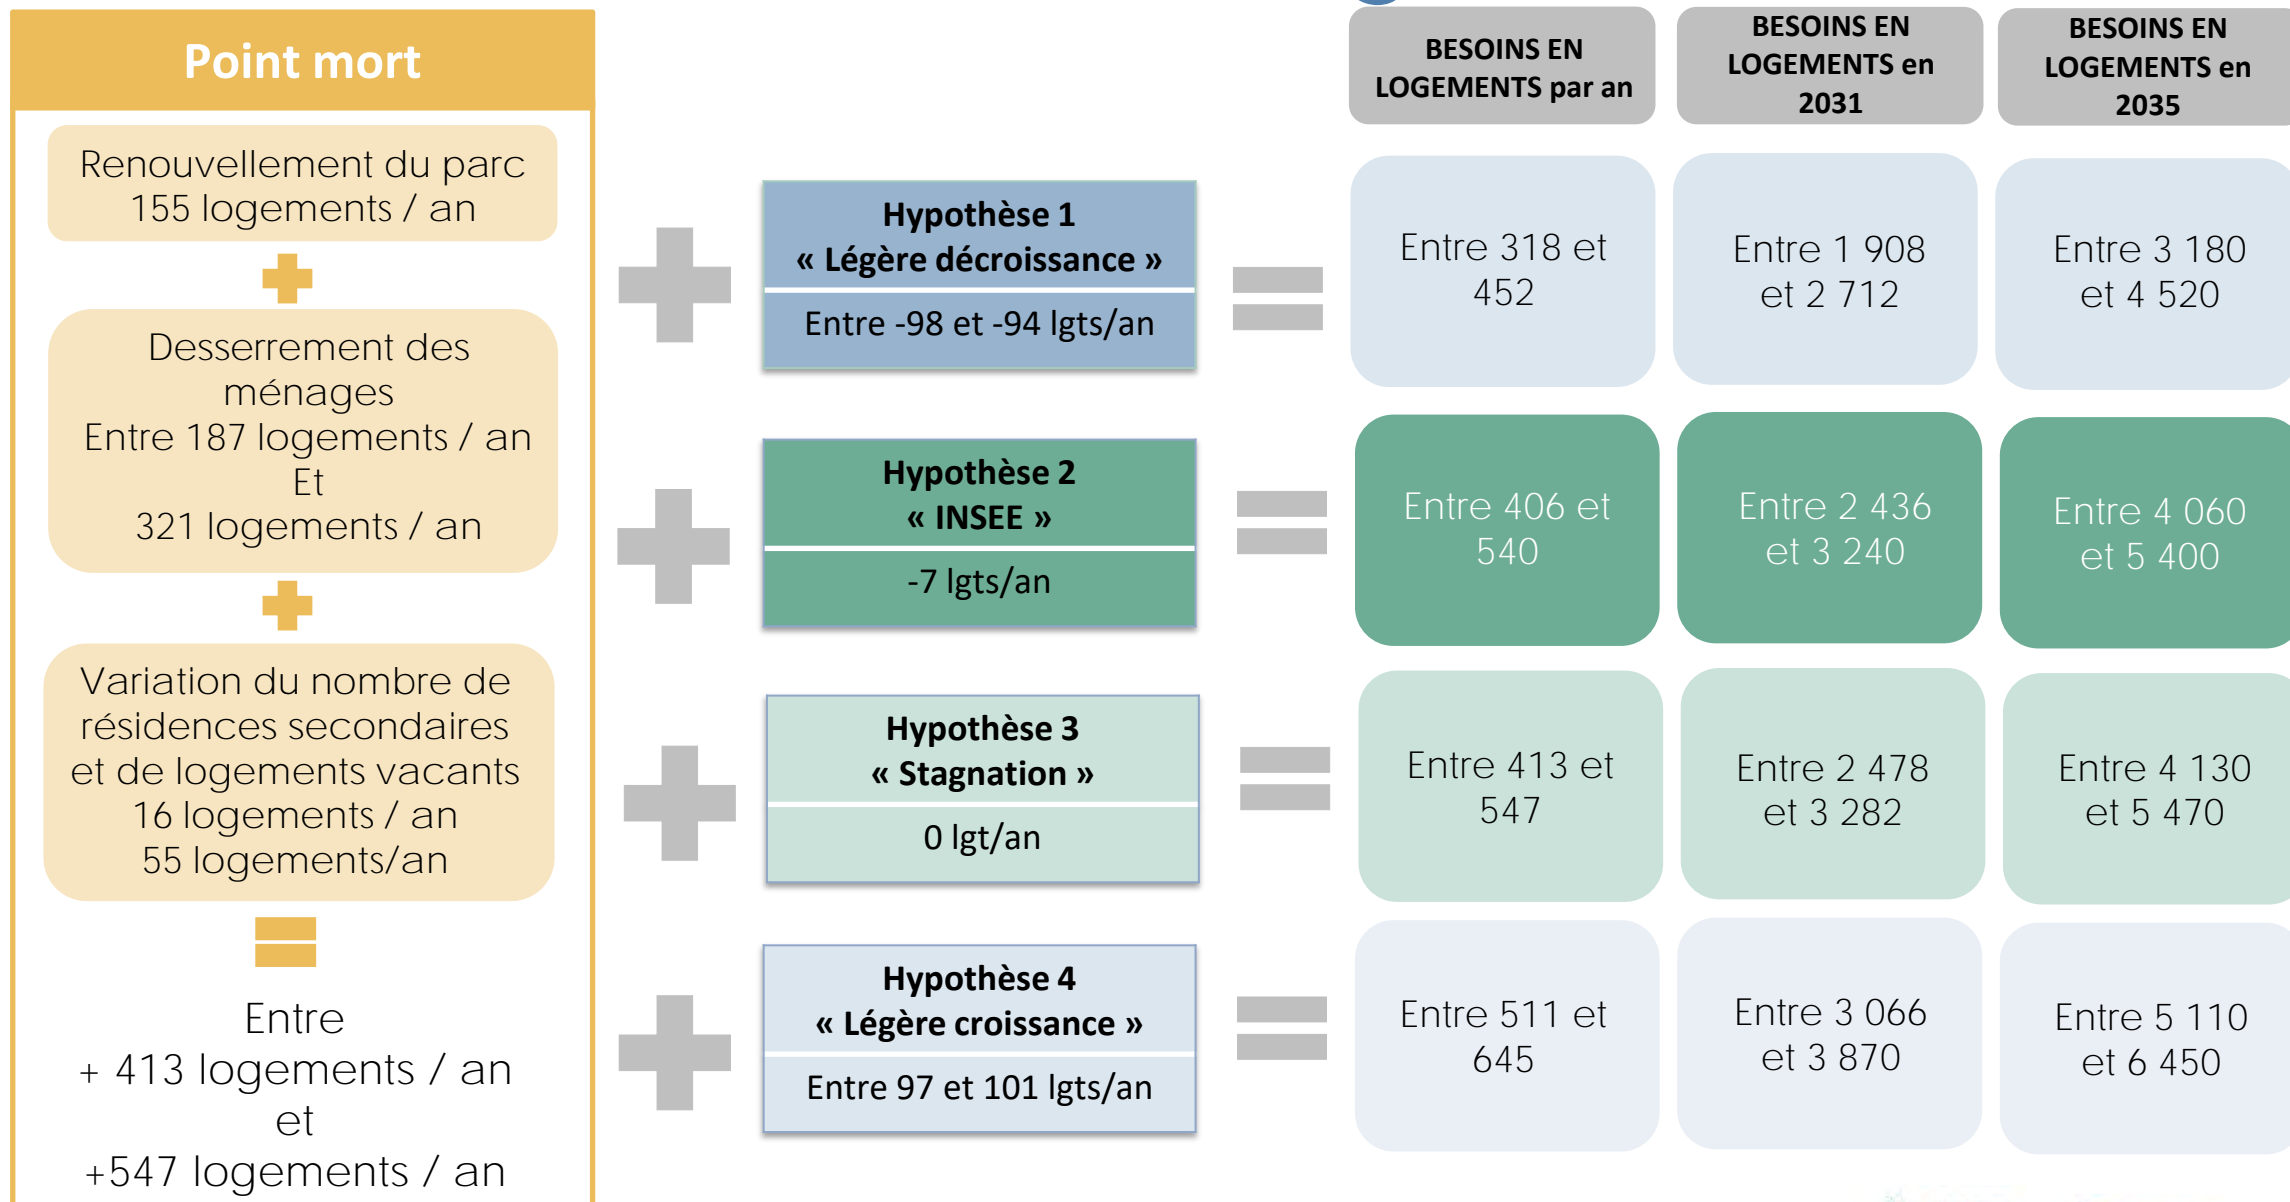 Point mort
Renouvellement du parc
155 logements / an
Desserrement des
ménages
Entre 187 logements / an
Et
321 logements / an
Variation du nombre de
résidences secondaires
et de logements vacants
16 logements / an
55 logements/an
Entre
+ 413 logements / an
et
+547 logements / an
BESOINS EN
LOGEMENTS par an
BESOINS EN
LOGEMENTS en
2031
BESOINS EN
LOGEMENTS en
2035
Hypothèse 1
« Légère décroissance »
Entre -98 et -94 lgts/an
Entre 318 et
452
Entre 1 908
et 2 712
Entre 3 180
et 4 520
Hypothèse 2
« INSEE »
-7 lgts/an
Entre 406 et
540
Entre 2 436
et 3 240
Entre 4 060
et 5 400
Hypothèse 3
« Stagnation »
0 lgt/an
Entre 413 et
547
Entre 2 478
et 3 282
Entre 4 130
et 5 470
Hypothèse 4
« Légère croissance »
Entre 97 et 101 lgts/an
Entre 511 et
645
Entre 3 066
et 3 870
Entre 5 110
et 6 450